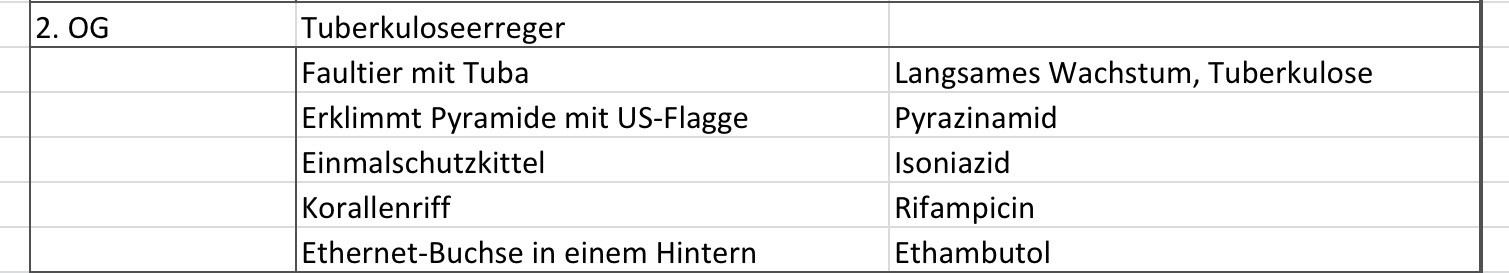 2. OG Tuberkuloseerreger
Faultier mit Tuba Langsames Wachstum, Tuberkulose
Erklimmt Pyramide mit US-Flagge Pyrazinamid
Einmalschutzkittel Isoniazid
Korallenriff Rifampicin
Ethernet-Buchse in einem Hintern Ethambutol